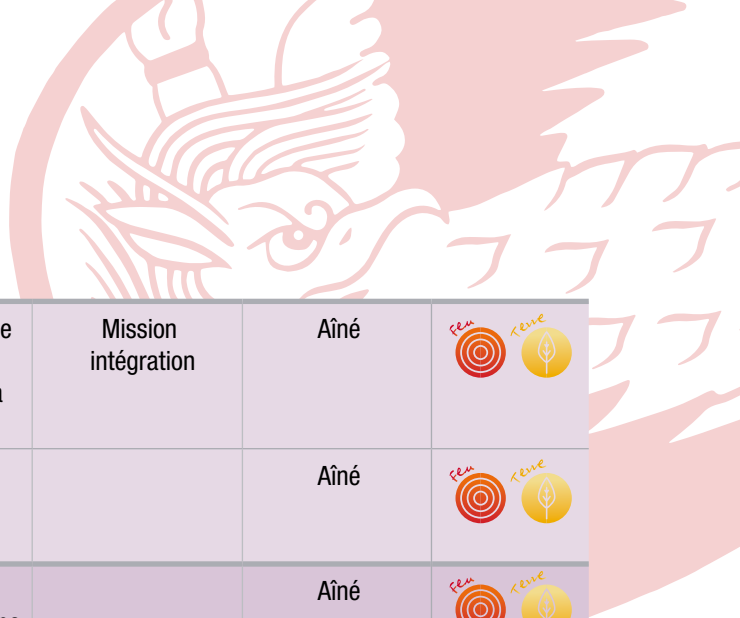 Mission
intégration
Aîné
Feu Terre
Aîné
Feu Terre
Aîné
Feu Terre